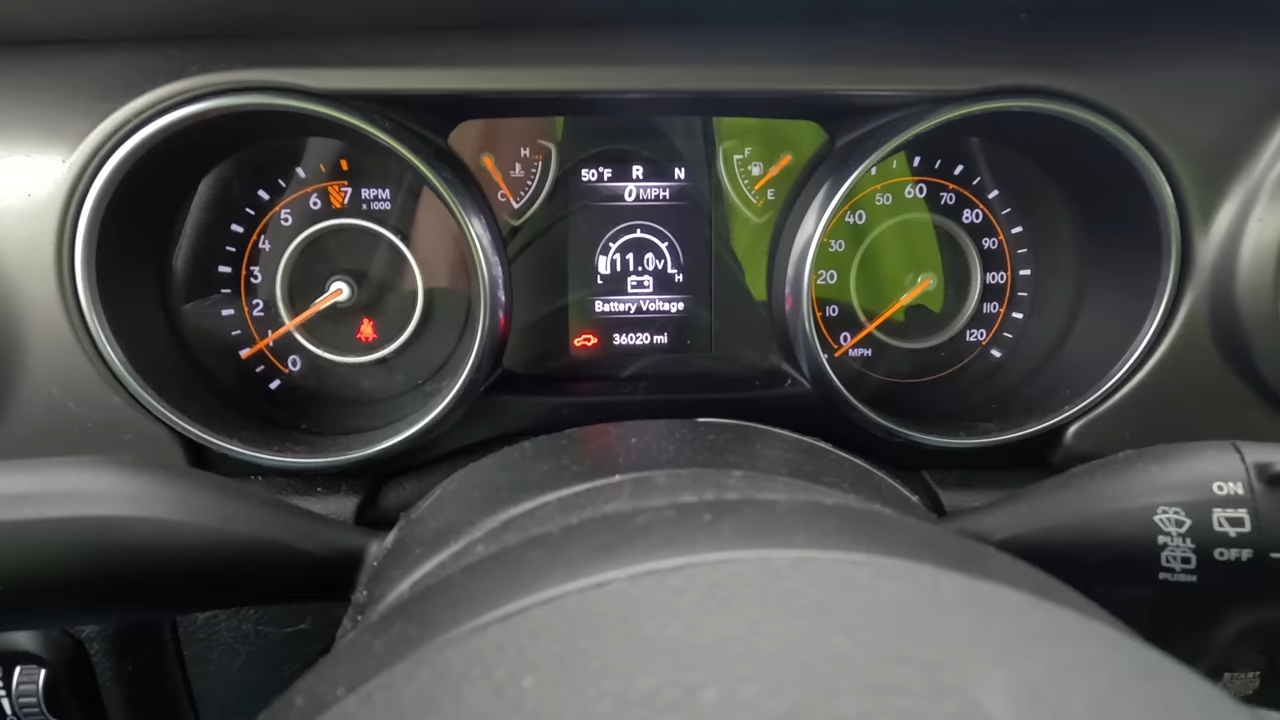 7
6
5
4
3
2
1
0
RPM
x 1000
H
C
50°F R N
0 MPH
11.0v
L H
Battery Voltage
36020 mi
F
E
0
10
20
30
40
50
60
70
80
90
100
110
120
MPH
ON
OFF
PULL
PUSH
START